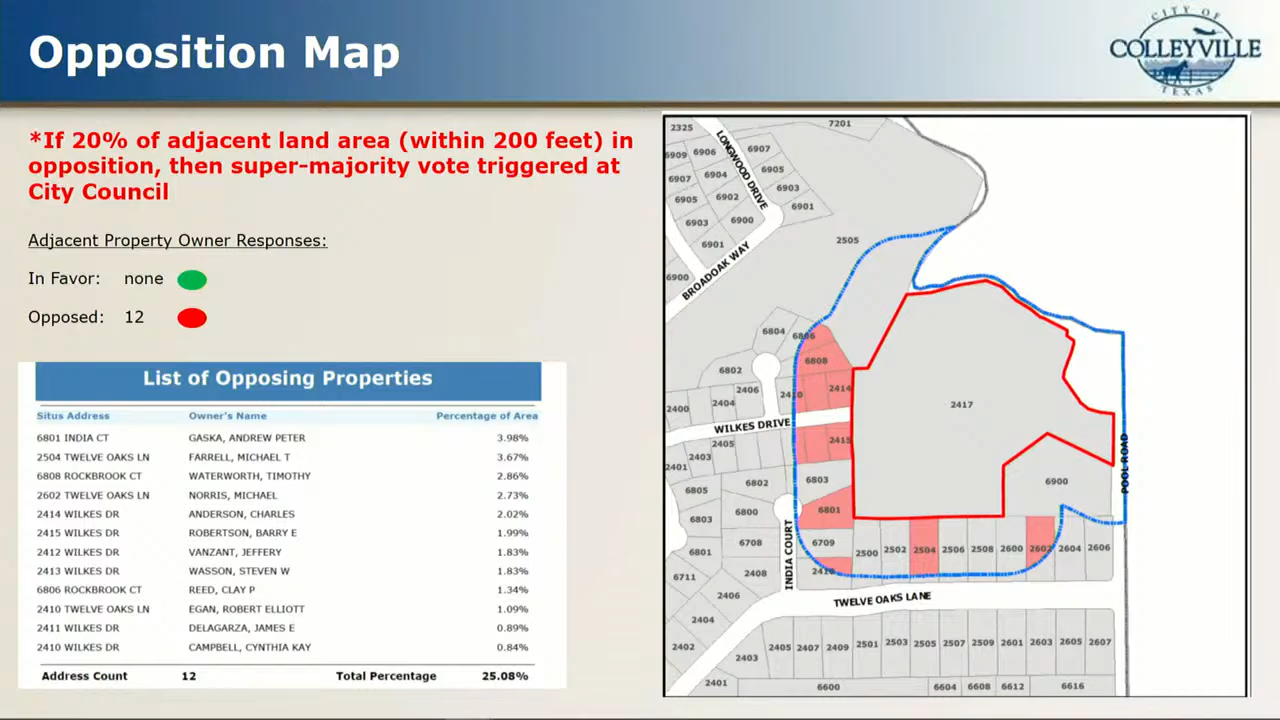 Opposition Map
CITY OF
COLLEYVILLE
TEXAS
*If 20% of adjacent land area (within 200 feet) in
opposition, then super-majority vote triggered at
City Council
Adjacent Property Owner Responses:
In Favor: none
Opposed: 12
List of Opposing Properties
Situs Address Owner's Name Percentage of Area
6801 INDIA CT GASKA, ANDREW PETER 3.98%
2504 TWELVE OAKS LN FARRELL, MICHAEL T 3.67%
6808 ROCKBROOK CT WATERWORTH, TIMOTHY 2.86%
2602 TWELVE OAKS LN NORRIS, MICHAEL 2.73%
2414 WILKES DR ANDERSON, CHARLES 2.02%
2415 WILKES DR ROBERTSON, BARRY E 1.99%
2412 WILKES DR VANZANT, JEFFERY 1.83%
2413 WILKES DR WASSON, STEVEN W 1.83%
6806 ROCKBROOK CT REED, CLAY P 1.34%
2410 TWELVE OAKS LN EGAN, ROBERT ELLIOTT 1.09%
2411 WILKES DR DELAGARZA, JAMES E 0.89%
2410 WILKES DR CAMPBELL, CYNTHIA KAY 0.84%
Address Count 12 Total Percentage 25.08%
7201
2325
LONGWOOD DRIVE
6909 6906 6907
6907 6904 6905
6905 6902 6903
6903 6900 6901
6901
2505
6900
BROADOAK WAY
6804 6806
6802 6808
2400 2404 2406 2410 2414
2417
WILKES DRIVE
2401 2403 2405 2415
POOL ROAD
6805 6802 6803 6900
6803 6800 6801
INDIA COURT
6801 6708 6709
2500 2502 2504 2506 2508 2600 2602 2604 2606
6711 2408 2410
2406
TWELVE OAKS LANE
2404
2402 2403 2405 2407 2409 2501 2503 2505 2507 2509 2601 2603 2605 2607
2401 6600 6604 6608 6612 6616